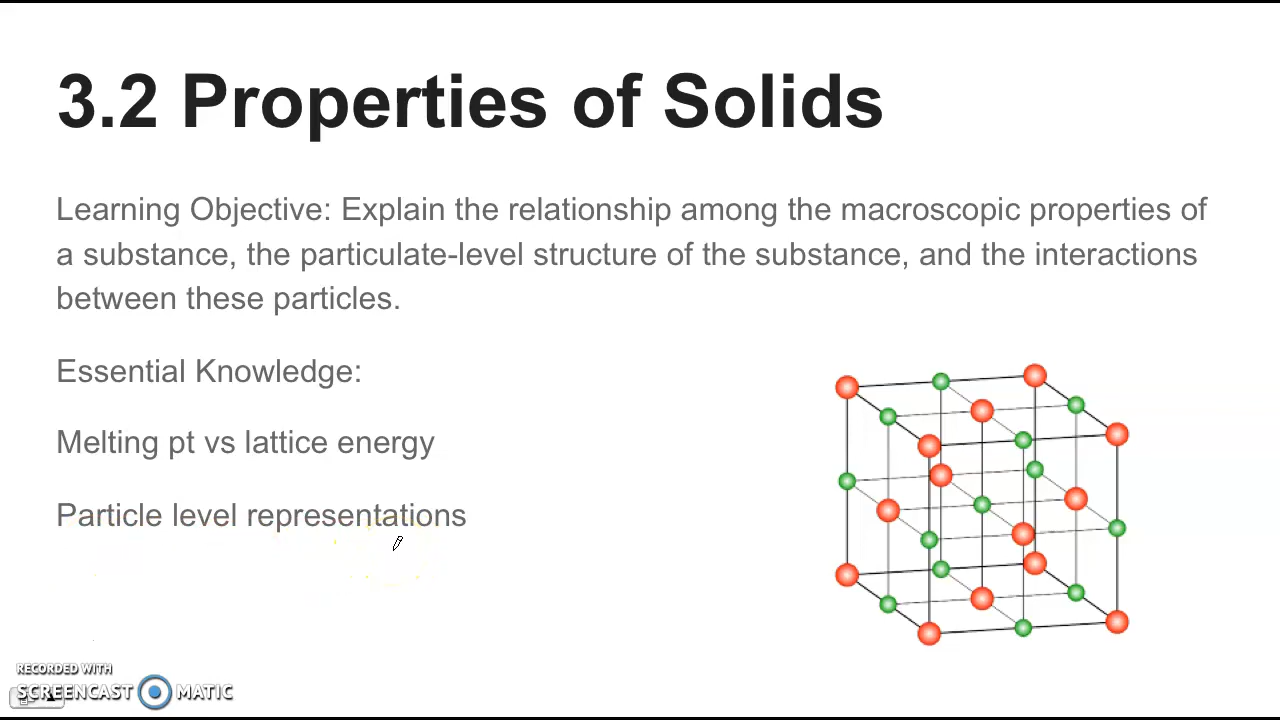 3.2 Properties of Solids
Learning Objective: Explain the relationship among the macroscopic properties of
a substance, the particulate-level structure of the substance, and the interactions
between these particles.
Essential Knowledge:
Melting pt vs lattice energy
Particle level representations
RECORDED WITH
SCREENCAST MATIC